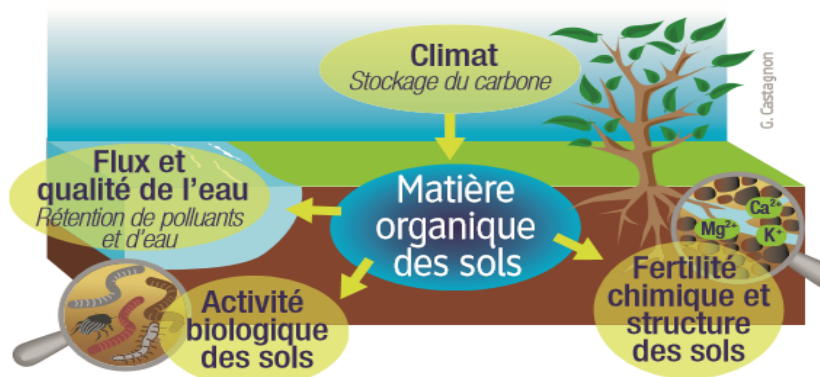 Climat
Stockage du carbone
G. Castagnon
Flux et
qualité de l'eau
Rétention de polluants
et d'eau
Matière
organique
des sols
Ca²⁺
Mg²⁺
K⁺
Activité
biologique
des sols
Fertilité
chimique et
structure
des sols